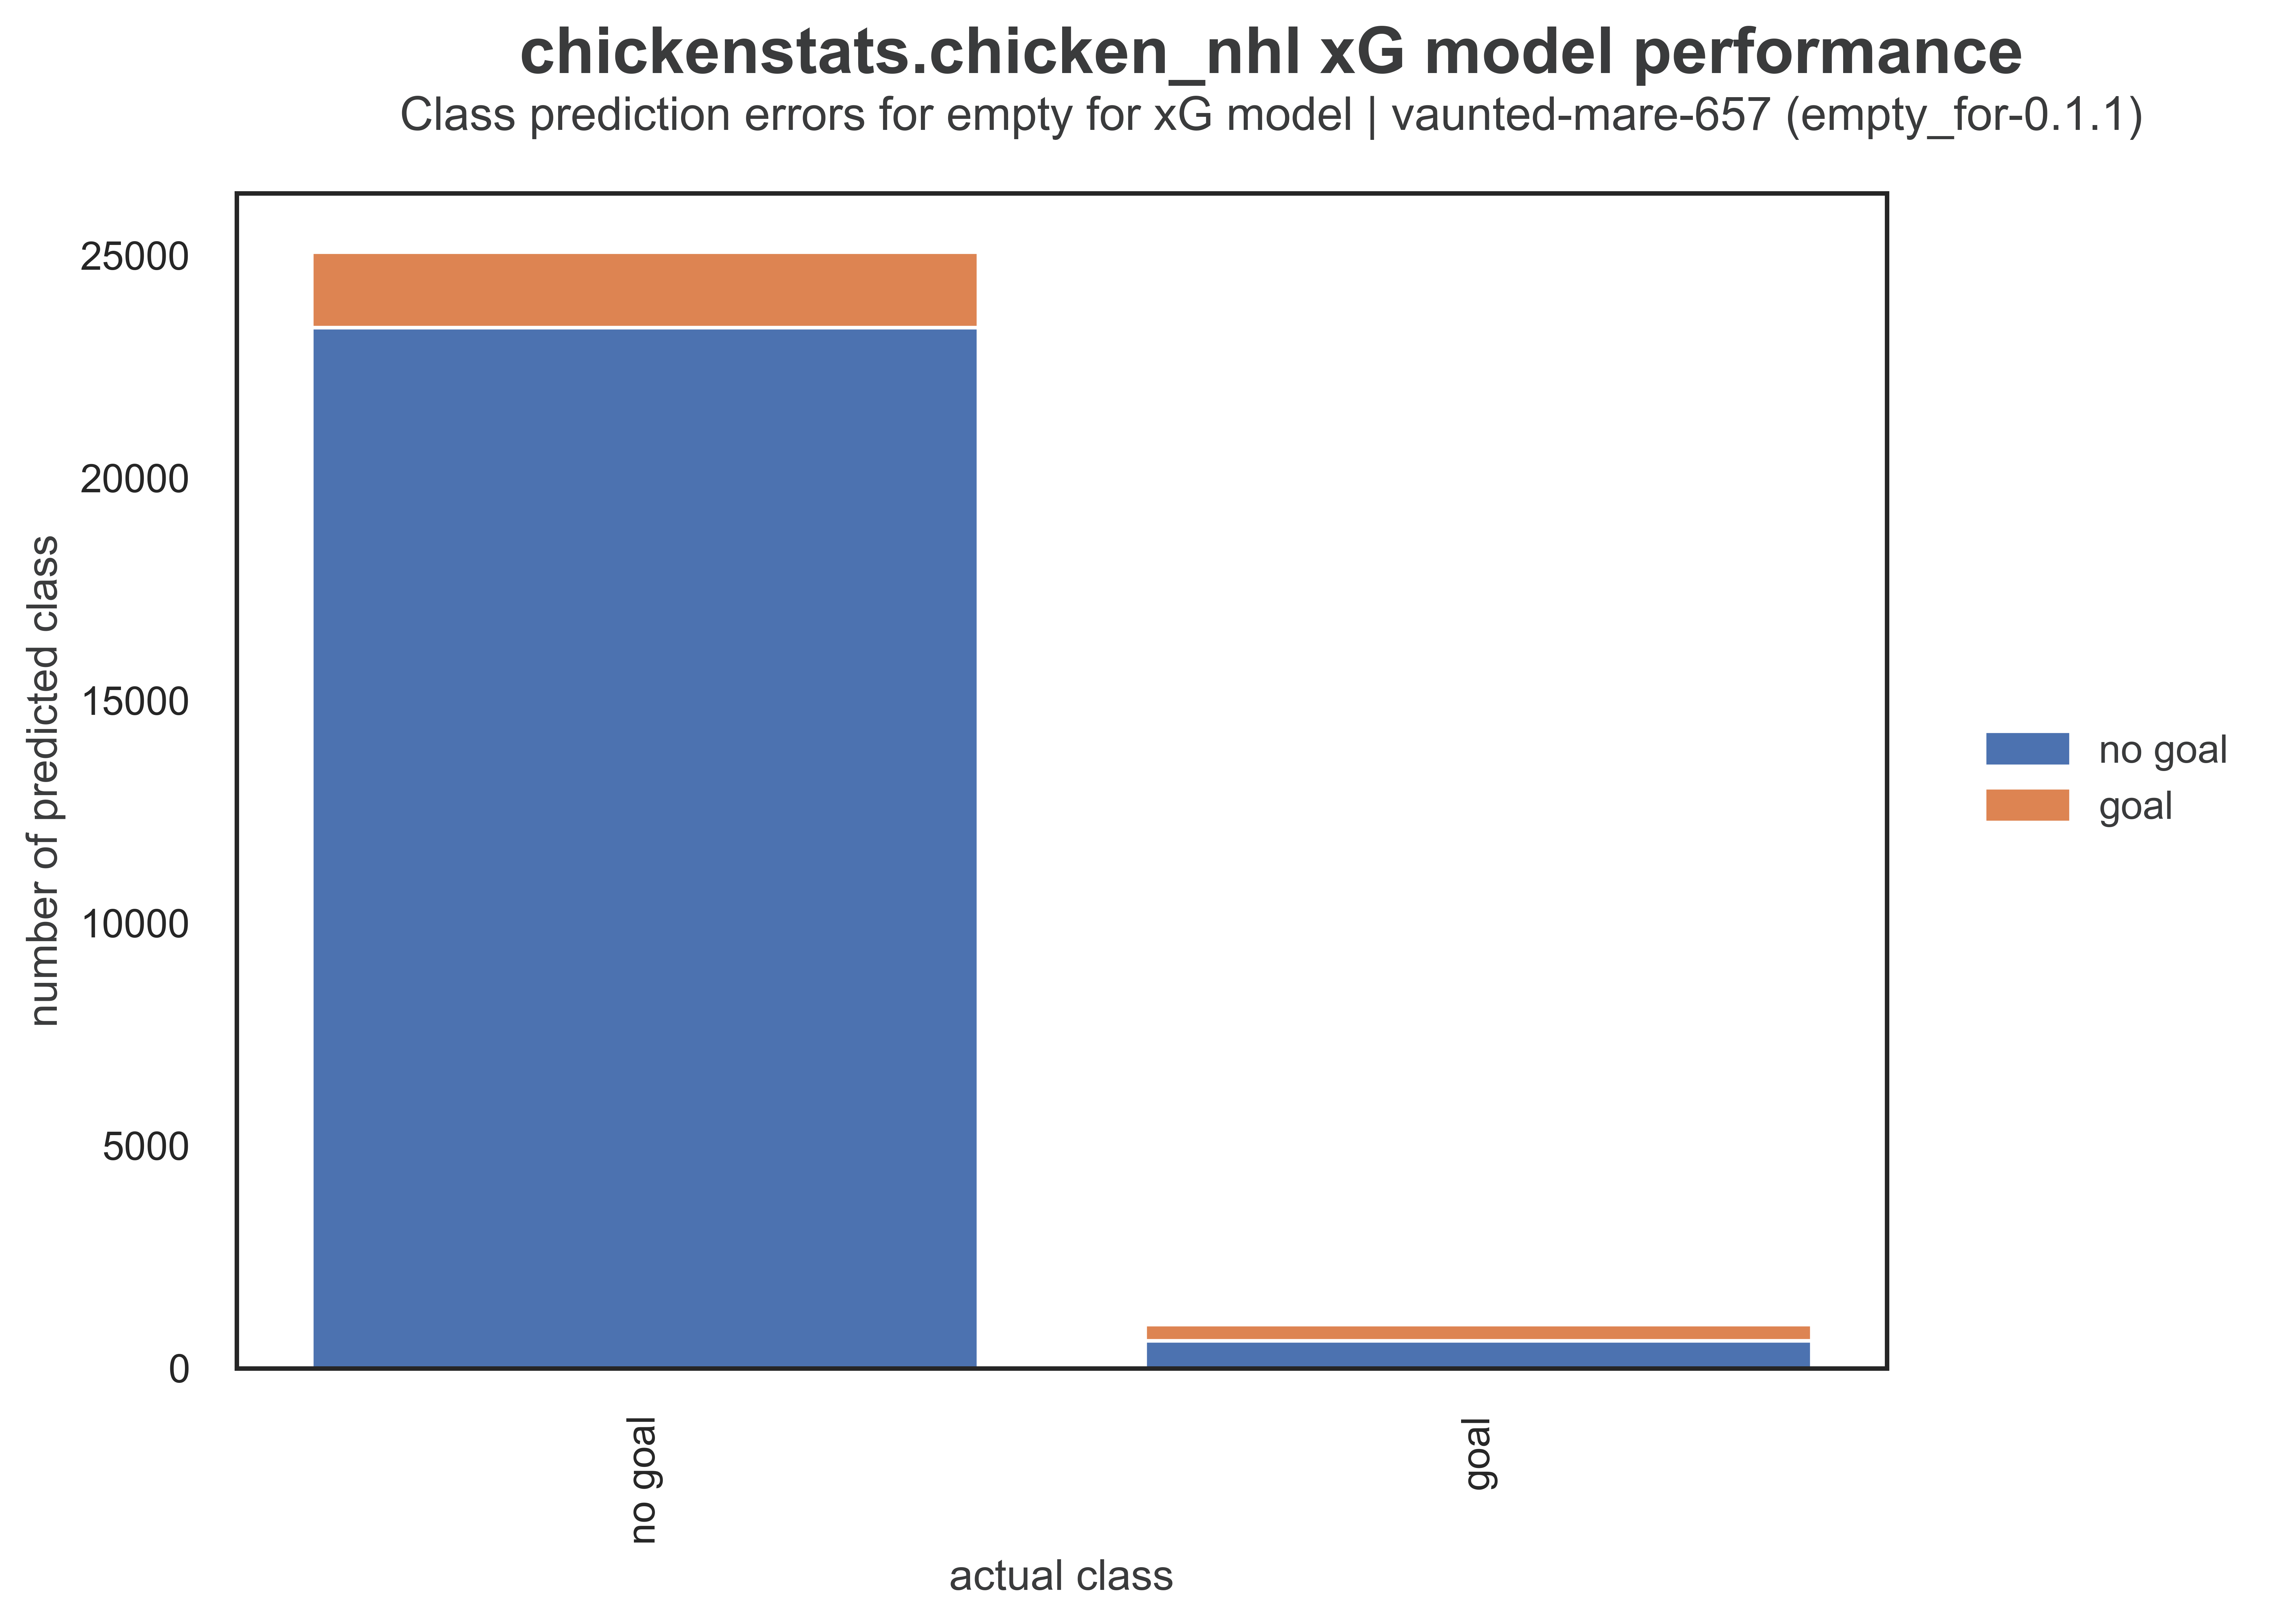 chickenstats.chicken_nhl xG model performance
Class prediction errors for empty for xG model | vaunted-mare-657 (empty_for-0.1.1)
number of predicted class
25000
20000
15000
10000
5000
0
no goal
goal
no goal
goal
actual class